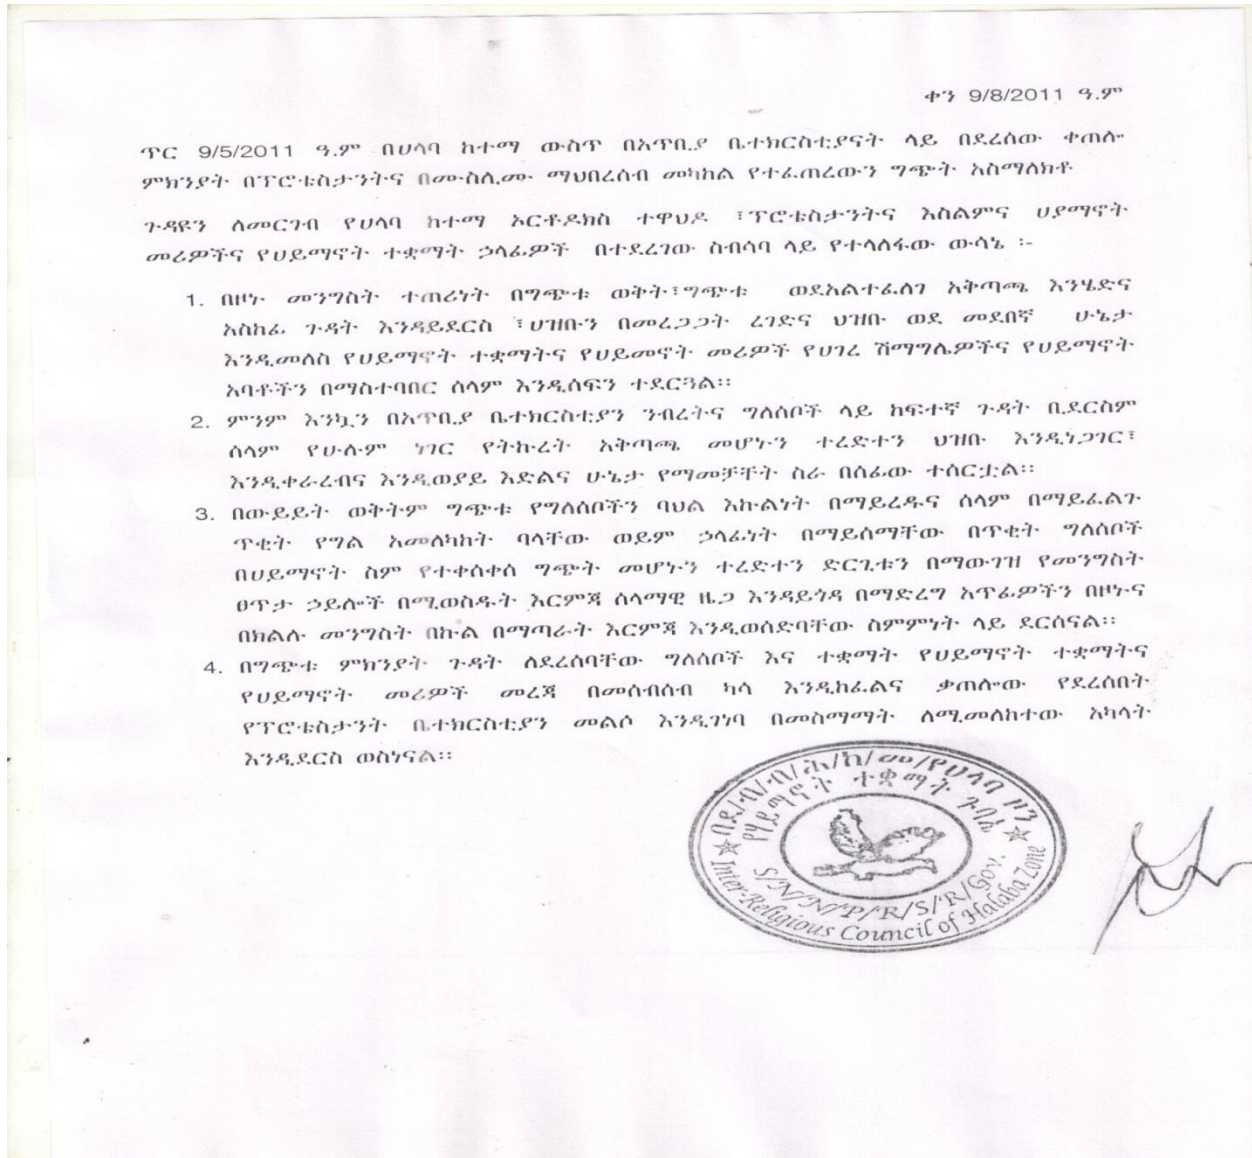 ቀን 9/8/2011 ዓ.ም
ጥር 9/5/2011 ዓ.ም በሀላባ ከተማ ውስጥ በአጥቢያ ቤተክርስቲያናት ላይ በደረሰው ቀጠሎ
ምክንያት በፕሮቴስታንትና በሙስሊሙ ማህበረሰብ መካከል የተፈጠረውን ግጭት አስማለክቶ
ጉዳዩን ለመርገብ የሀላባ ከተማ ኦርቶዶክስ ተዋህዶ ፣ፕሮቴስታንትና እስልምና ሀያማኖት
መሪዎችና የሀይማኖት ተቋማት ኃላፊዎች በተደረገው ስብሳባ ላይ የተላለፋው ውሳኔ ፡-
1. በዞኑ መንግስት ተጠሪነት በግጭቱ ወቅት፣ግጭቱ ወደአልተፈለገ አቅጣጫ እንዳሄድና
አስከፊ ጉዳት እንዳይደርስ ፣ሀዝቡን በመረጋጋት ረገድና ህዝቡ ወደ መደበኛ ሁኔታ
እንዲመለስ የሀይማኖት ተቋማትና የሀይመኖት መሪዎች የሀገረ ሽማግሌዎችና የሀይማኖት
አባቶችን በማስተባበር ሰላም እንዲሰፍን ተደርጓል።
2. ምንም እንኳን በአጥቢያ ቤተክርስቲያን ንብረትና ግለሰቦች ላይ ከፍተኛ ጉዳት ቢደርስም
ሰላም የሁሉም ነገር የትኩረት አቅጣጫ መሆኑን ተረድተን ህዝቡ እንዲነጋገር፣
እንዲቀራረብና እንዲወያይ እድልና ሁኔታ የማመቻቸት ስራ በሰፊው ተሰርቷል።
3. በውይይት ወቅትም ግጭቱ የግለሰቦችን ባህል እኩልነት በማይረዱና ሰላም በማይፈልጉ
ጥቂት የግል አመለካከት ባላቸው ወይም ኃላፊነት በማይሰማቸው በጥቂት ግለሰቦች
በሀይማኖት ስም የተቀሰቀሰ ግጭት መሆኑን ተረድተን ድርጊቱን በማውገዝ የመንግስት
ፀጥታ ኃይሎች በሚወስዱት እርምጃ ሰላማዊ ዜጋ እንዳይጎዳ በማድረግ አጥፊዎችን በዞኑና
በክልሉ መንግስት በኩል በማጣራት እርምጃ እንዲወሰድባቸው ስምምነት ላይ ደርሰናል።
4. በግጭቱ ምክንያት ጉዳት ለደረሰባቸው ግለሰቦች እና ተቋማት የሀይማኖት ተቋማትና
የሀይማኖት መሪዎች መረጃ በመሰብሰብ ካሳ እንዲከፈልና ቃጠሎው የደረሰበት
የፕሮቴስታንት ቤተክርስቲያን መልሶ እንዲገነባ በመስማማት ለሚመለከተው አካላት
እንዲደርስ ወስነናል።
በደ/ብ/ብ/ሕ/ክ/መ/የሀላባ ዞን
የሃይማኖት ተቋማት ጉባኤ
S/N/N/P/R/S/R/Gov.
Inter-Religious Council of Halaba Zone